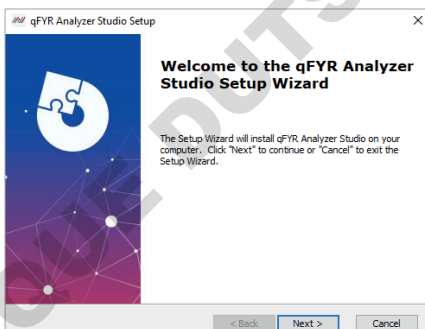 qFYR Analyzer Studio Setup
Welcome to the qFYR Analyzer
Studio Setup Wizard
The Setup Wizard will install qFYR Analyzer Studio on your
computer. Click "Next" to continue or "Cancel" to exit the
Setup Wizard.
< Back Next > Cancel